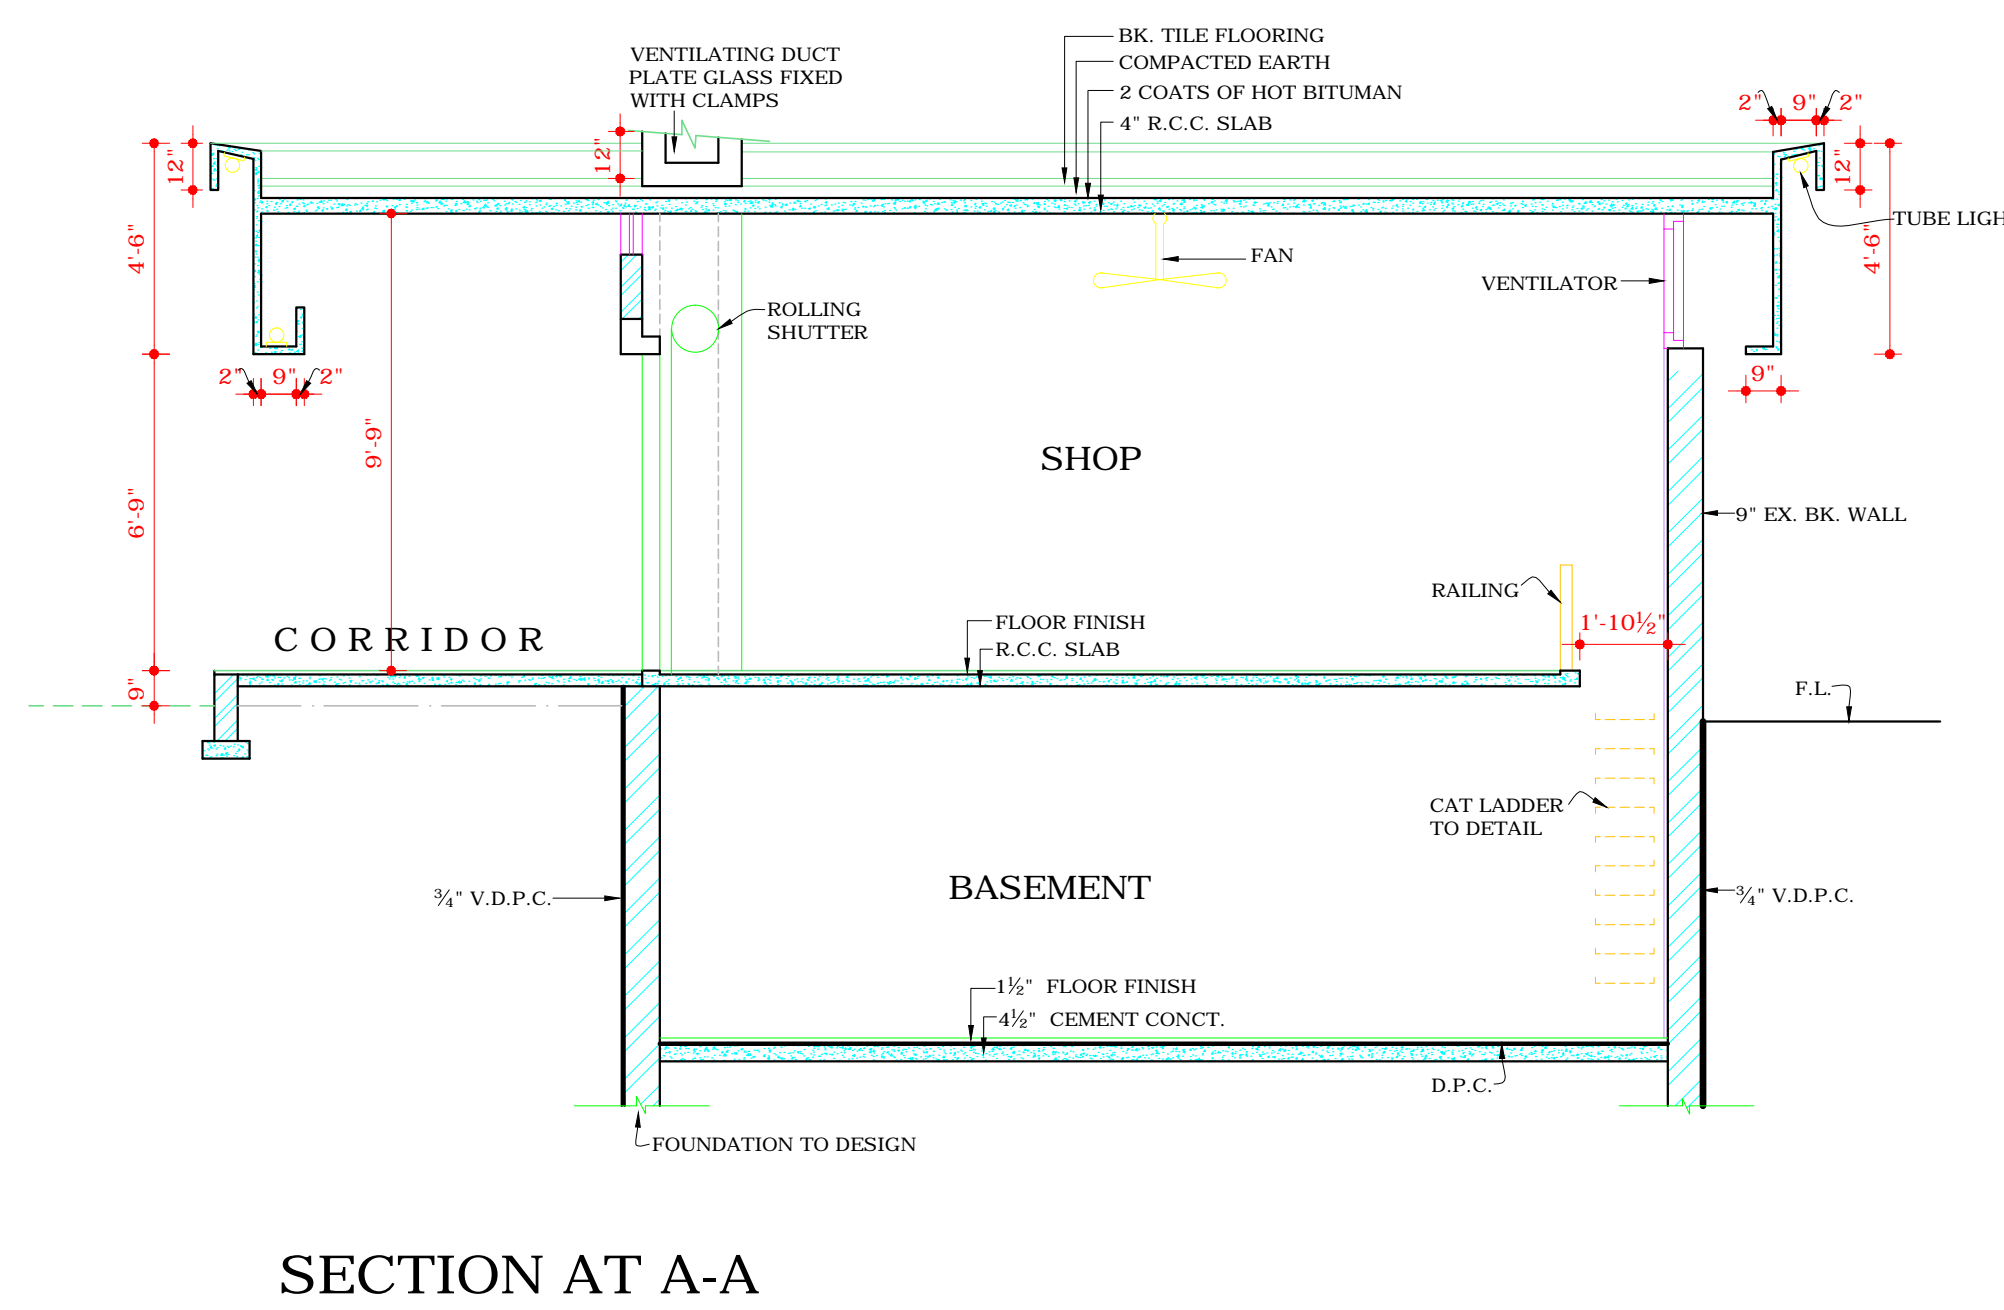 BK. TILE FLOORING
VENTILATING DUCT
COMPACTED EARTH
PLATE GLASS FIXED
2 COATS OF HOT BITUMAN
WITH CLAMPS
4" R.C.C. SLAB
2" 9" 2"
12"
12"
12"
TUBE LIGH
4'-6"
4'-6"
FAN
VENTILATOR
ROLLING
SHUTTER
2" 9" 2"
9"
9'-9"
SHOP
6'-9"
9" EX. BK. WALL
RAILING
1'-10½"
FLOOR FINISH
CORRIDOR
R.C.C. SLAB
9"
F.L.
CAT LADDER
TO DETAIL
BASEMENT
¾" V.D.P.C.
¾" V.D.P.C.
1½" FLOOR FINISH
4½" CEMENT CONCT.
D.P.C.
FOUNDATION TO DESIGN
SECTION AT A-A